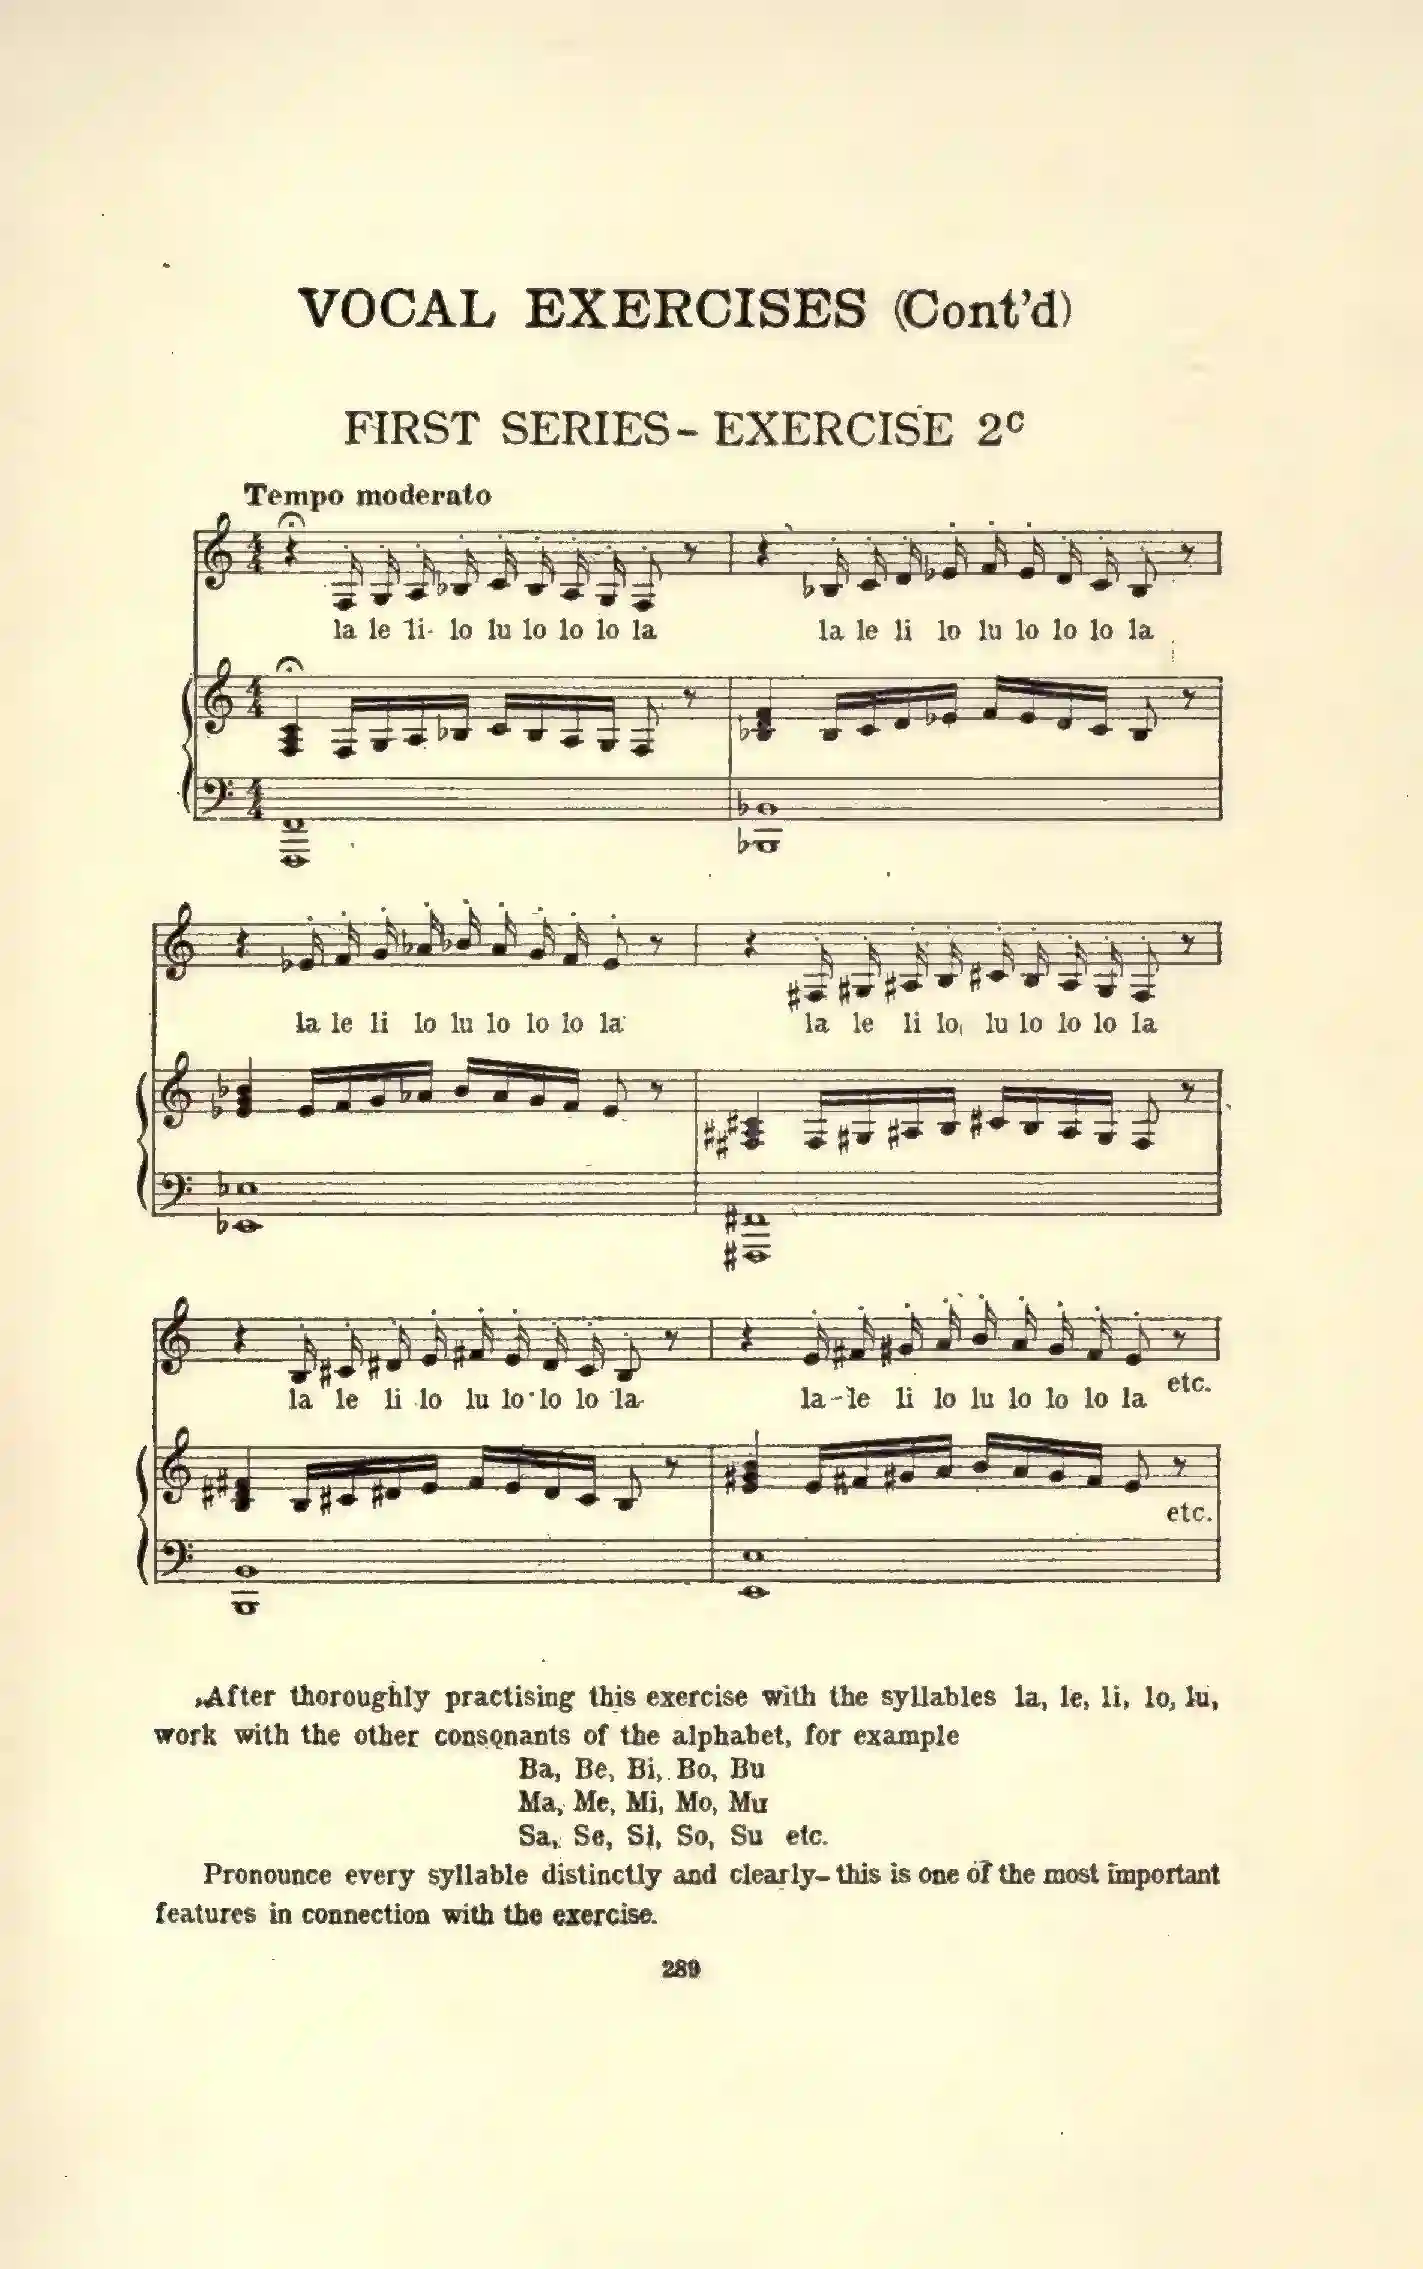 VOCAL EXERCISES (Cont'd)
FIRST SERIES - EXERCISE 2c
Tempo moderato
la le li lo lu lo lo lo la la le li lo lu lo lo lo la
la le li lo lu lo lo lo la la le li lo lu lo lo lo la
la le li lo lu lo lo lo la la le li lo lu lo lo lo la etc.
etc.
After thoroughly practising this exercise with the syllables la, le, li, lo, lu,
work with the other consonants of the alphabet, for example
Ba, Be, Bi, Bo, Bu
Ma, Me, Mi, Mo, Mu
Sa, Se, Si, So, Su etc.
Pronounce every syllable distinctly and clearly - this is one of the most important
features in connection with the exercise.
289